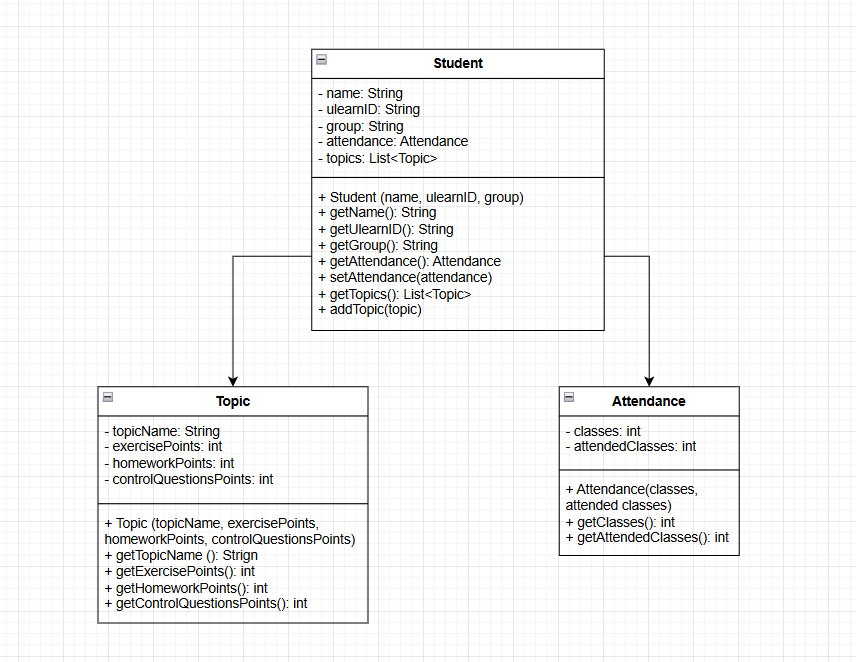 Student
- name: String
- ulearnID: String
- group: String
- attendance: Attendance
- topics: List<Topic>
+ Student (name, ulearnID, group)
+ getName(): String
+ getUlearnID(): String
+ getGroup(): String
+ getAttendance(): Attendance
+ setAttendance(attendance)
+ getTopics(): List<Topic>
+ addTopic(topic)
Topic
- topicName: String
- exercisePoints: int
- homeworkPoints: int
- controlQuestionsPoints: int
+ Topic (topicName, exercisePoints,
homeworkPoints, controlQuestionsPoints)
+ getTopicName (): Strign
+ getExercisePoints(): int
+ getHomeworkPoints(): int
+ getControlQuestionsPoints(): int
Attendance
- classes: int
- attendedClasses: int
+ Attendance(classes,
attended classes)
+ getClasses(): int
+ getAttendedClasses(): int